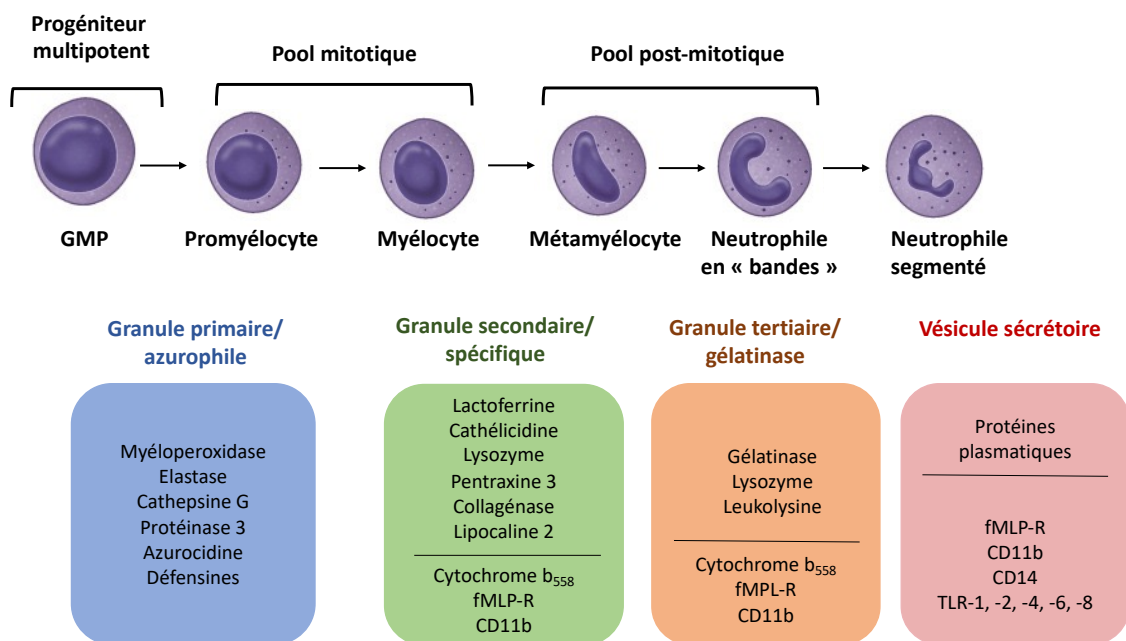 Progéniteur
multipotent
Pool mitotique
Pool post-mitotique
GMP
Promyélocyte
Myélocyte
Métamyélocyte
Neutrophile
en « bandes »
Neutrophile
segmenté
Granule primaire/
azurophile
Granule secondaire/
spécifique
Granule tertiaire/
gélatinase
Vésicule sécrétoire
Myéloperoxidase
Elastase
Cathepsine G
Protéinase 3
Azurocidine
Défensines
Lactoferrine
Cathélicidine
Lysozyme
Pentraxine 3
Collagénase
Lipocaline 2
Cytochrome b₅₅₈
fMLP-R
CD11b
Gélatinase
Lysozyme
Leukolysine
Cytochrome b₅₅₈
fMPL-R
CD11b
Protéines
plasmatiques
fMLP-R
CD11b
CD14
TLR-1, -2, -4, -6, -8